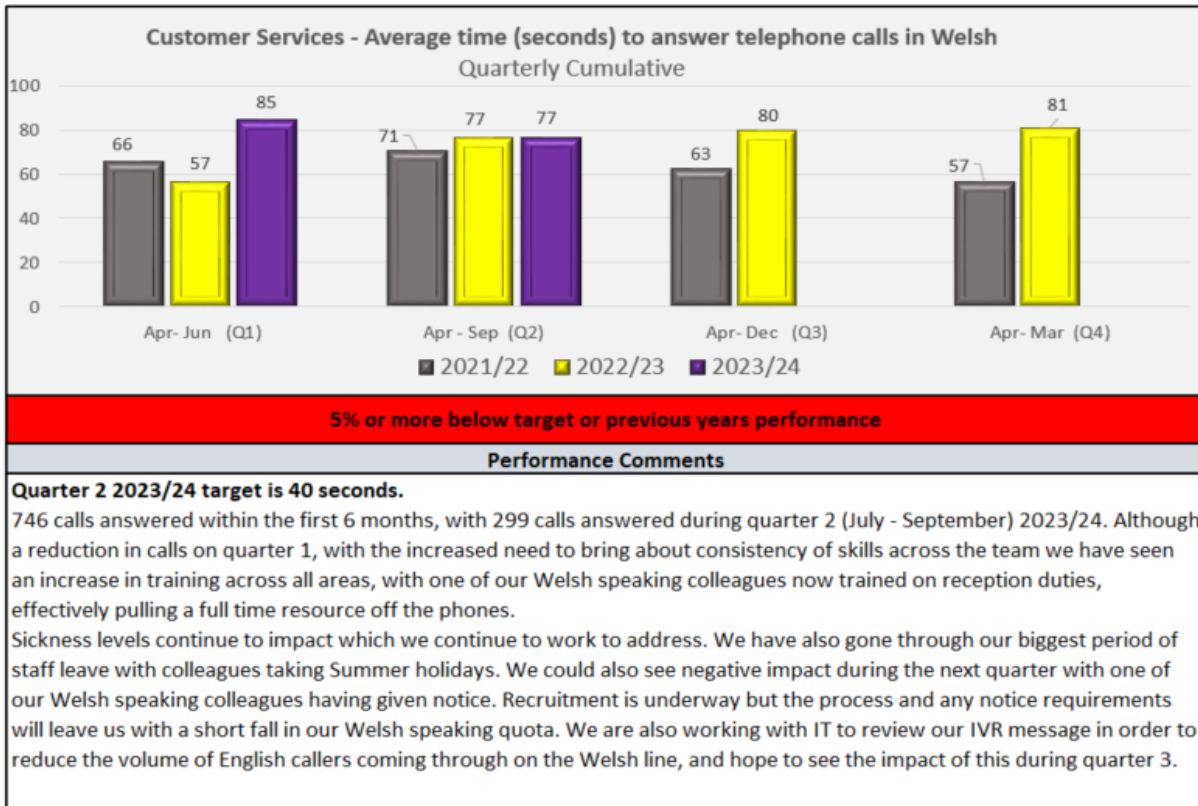 Customer Services - Average time (seconds) to answer telephone calls in Welsh
Quarterly Cumulative
100
80
60
40
20
0
66
57
85
71
77
77
63
80
57
81
Apr- Jun (Q1)
Apr - Sep (Q2)
Apr- Dec (Q3)
Apr- Mar (Q4)
2021/22
2022/23
2023/24
5% or more below target or previous years performance
Performance Comments
Quarter 2 2023/24 target is 40 seconds.
746 calls answered within the first 6 months, with 299 calls answered during quarter 2 (July - September) 2023/24. Although
a reduction in calls on quarter 1, with the increased need to bring about consistency of skills across the team we have seen
an increase in training across all areas, with one of our Welsh speaking colleagues now trained on reception duties,
effectively pulling a full time resource off the phones.
Sickness levels continue to impact which we continue to work to address. We have also gone through our biggest period of
staff leave with colleagues taking Summer holidays. We could also see negative impact during the next quarter with one of
our Welsh speaking colleagues having given notice. Recruitment is underway but the process and any notice requirements
will leave us with a short fall in our Welsh speaking quota. We are also working with IT to review our IVR message in order to
reduce the volume of English callers coming through on the Welsh line, and hope to see the impact of this during quarter 3.